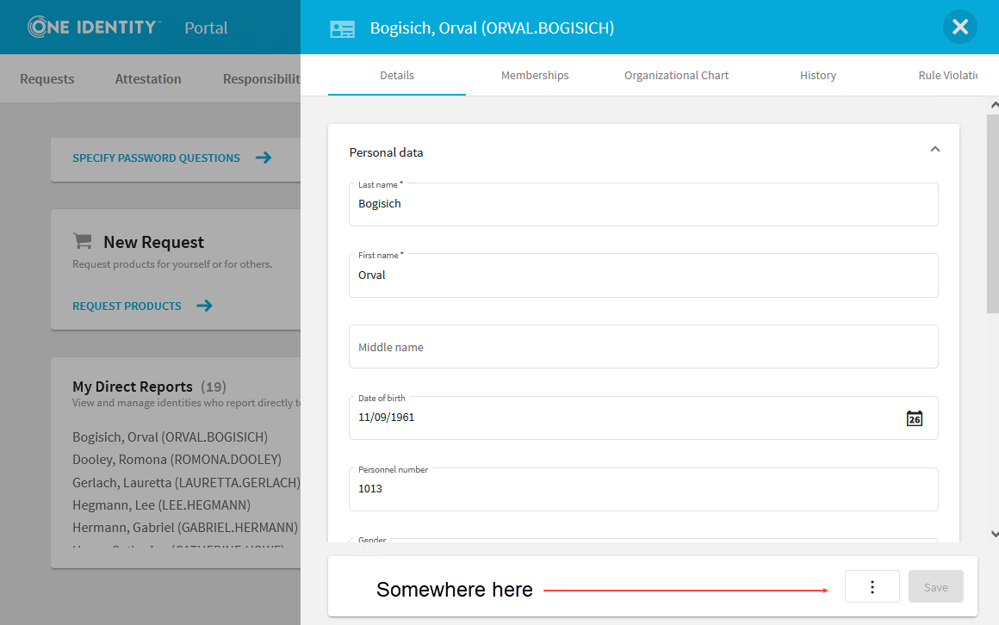 ONE IDENTITY™ Portal
Bogisich, Orval (ORVAL.BOGISICH)
Requests Attestation Responsibilit
Details Memberships Organizational Chart History Rule Violatio
SPECIFY PASSWORD QUESTIONS
New Request
Request products for yourself or for others.
REQUEST PRODUCTS
My Direct Reports (19)
View and manage identities who report directly t
Bogisich, Orval (ORVAL.BOGISICH)
Dooley, Romona (ROMONA.DOOLEY)
Gerlach, Lauretta (LAURETTA.GERLACH)
Hegmann, Lee (LEE.HEGMANN)
Hermann, Gabriel (GABRIEL.HERMANN)
Personal data
Last name *
Bogisich
First name *
Orval
Middle name
Date of birth
11/09/1961
26
Personnel number
1013
Gender
Somewhere here
Save